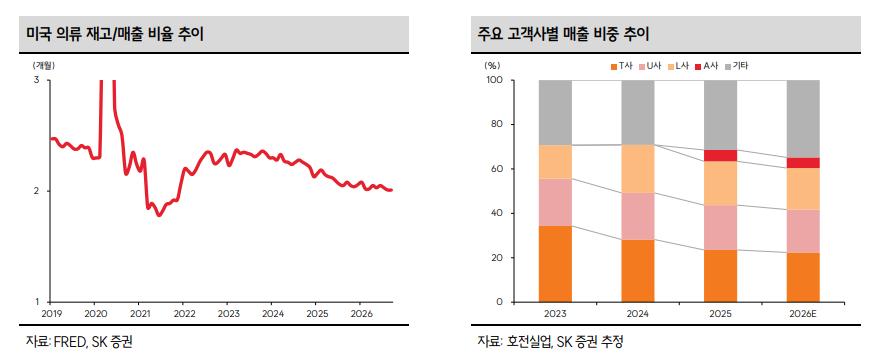 미국 의류 재고/매출 비율 추이
(개월)
3
2
1
2019 2020 2021 2022 2023 2024 2025 2026
자료: FRED, SK 증권
주요 고객사별 매출 비중 추이
(%)
T사 U사 L사 A사 기타
100
80
60
40
20
0
2023 2024 2025 2026E
자료: 호전실업, SK 증권 추정